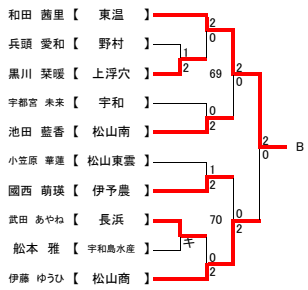 和田 茜里 【 東温 】 2
0
兵頭 愛和 【 野村 】 1
黒川 栞暖 【 上浮穴 】 2
69 2
0
宇都宮 未来 【 宇和 】 0
池田 藍香 【 松山南 】 2
2
0 B
小笠原 華蓮 【 松山東雲 】 1
國西 萌瑛 【 伊予農 】 2
70 0
2
武田 あやね 【 長浜 】 キ
舩本 雅 【 宇和島水産 】
0
伊藤 ゆうひ 【 松山商 】 2